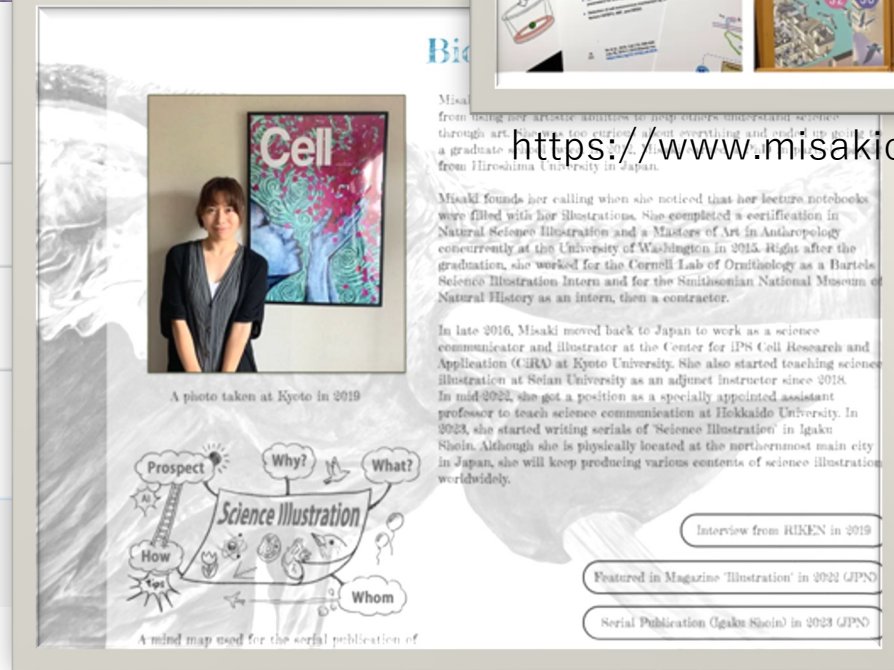 Bio
https://www.misakio
from using her artistic abilities to help others understand science
through art. She was too curious about everything and ended up going to
a graduate
from Hiroshima University in Japan.
Misaki founds her calling when she noticed that her lecture notebooks
were filled with her illustrations. She completed a certification in
Natural Science Illustration and a Masters of Art in Anthropology
concurrently at the University of Washington in 2015. Right after the
graduation, she worked for the Cornell Lab of Ornithology as a Bartels
Science Illustration Intern and for the Smithsonian National Museum of
Natural History as an intern, then a contractor.
In late 2016, Misaki moved back to Japan to work as a science
communicator and illustrator at the Center for iPS Cell Research and
Application (CiRA) at Kyoto University. She also started teaching science
illustration at Seian University as an adjunct instructor since 2018.
In mid-2022, she got a position as a specially appointed assistant
professor to teach science communication at Hokkaido University. In
2023, she started writing serials of "Science Illustration" in Igaku
Shoin. Although she is physically located at the northernmost main city
in Japan, she will keep producing various contents of science illustration
worldwidely.
Cell
A photo taken at Kyoto in 2019
Prospect
Why?
What?
AI
Science Illustration
How
Tips
Whom
A mind map used for the serial publication of
Interview from RIKEN in 2019
Featured in Magazine "Illustration" in 2022 (JPN)
Serial Publication (Igaku Shoin) in 2023 (JPN)